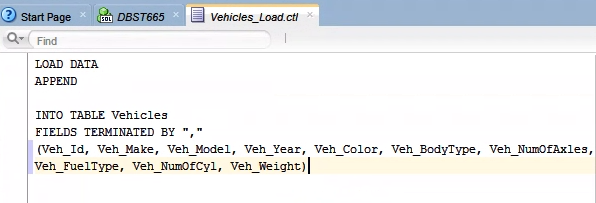 Start Page DBST665 Vehicles_Load.ctl
Find
LOAD DATA
APPEND
INTO TABLE Vehicles
FIELDS TERMINATED BY ","
(Veh_Id, Veh_Make, Veh_Model, Veh_Year, Veh_Color, Veh_BodyType, Veh_NumOfAxles,
Veh_FuelType, Veh_NumOfCyl, Veh_Weight)